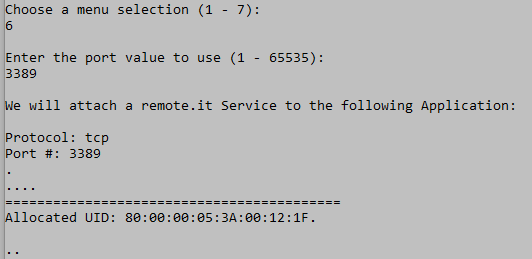 Choose a menu selection (1 - 7):
6
Enter the port value to use (1 - 65535):
3389
We will attach a remote.it Service to the following Application:
Protocol: tcp
Port #: 3389
.
....
==========================================
Allocated UID: 80:00:00:05:3A:00:12:1F.
..